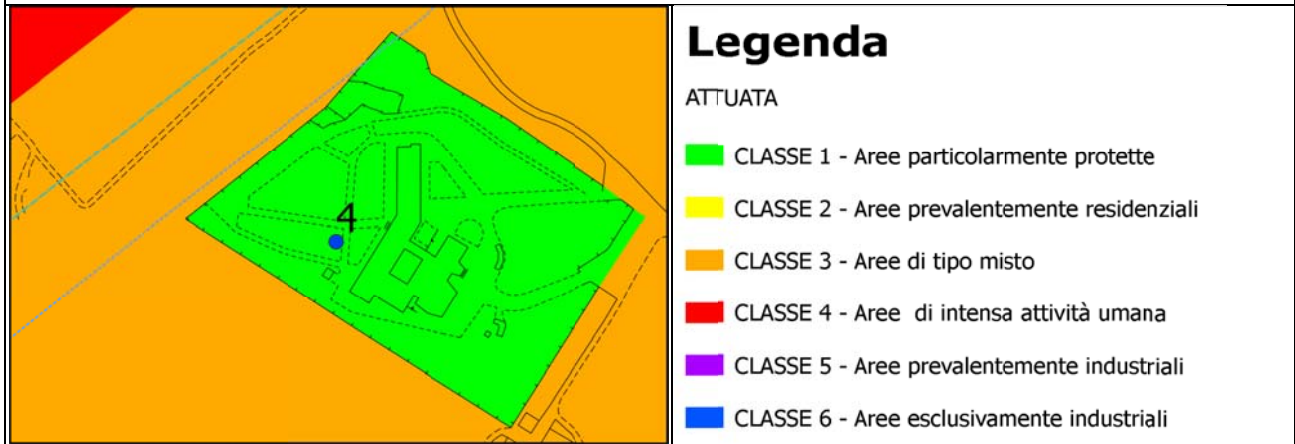 4
Legenda
ATTUATA
CLASSE 1 - Aree particolarmente protette
CLASSE 2 - Aree prevalentemente residenziali
CLASSE 3 - Aree di tipo misto
CLASSE 4 - Aree di intensa attività umana
CLASSE 5 - Aree prevalentemente industriali
CLASSE 6 - Aree esclusivamente industriali